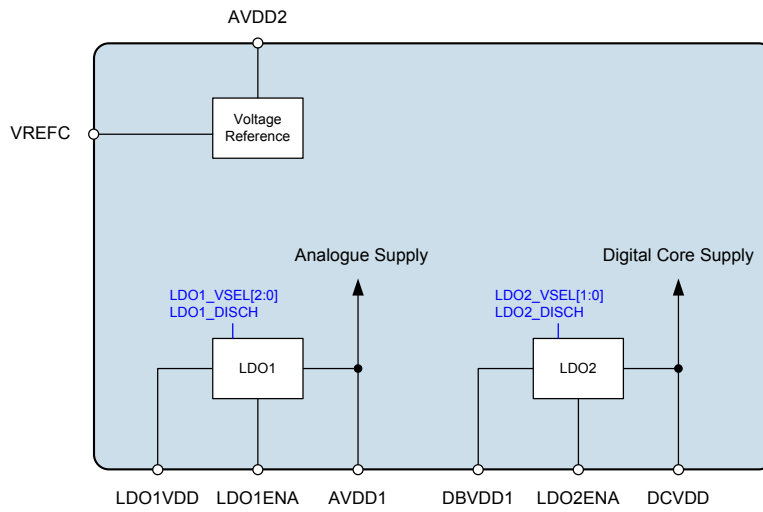 AVDD2
VREFC
Voltage
Reference
Analogue Supply
Digital Core Supply
LDO1_VSEL[2:0]
LDO1_DISCH
LDO2_VSEL[1:0]
LDO2_DISCH
LDO1
LDO2
LDO1VDD
LDO1ENA
AVDD1
DBVDD1
LDO2ENA
DCVDD